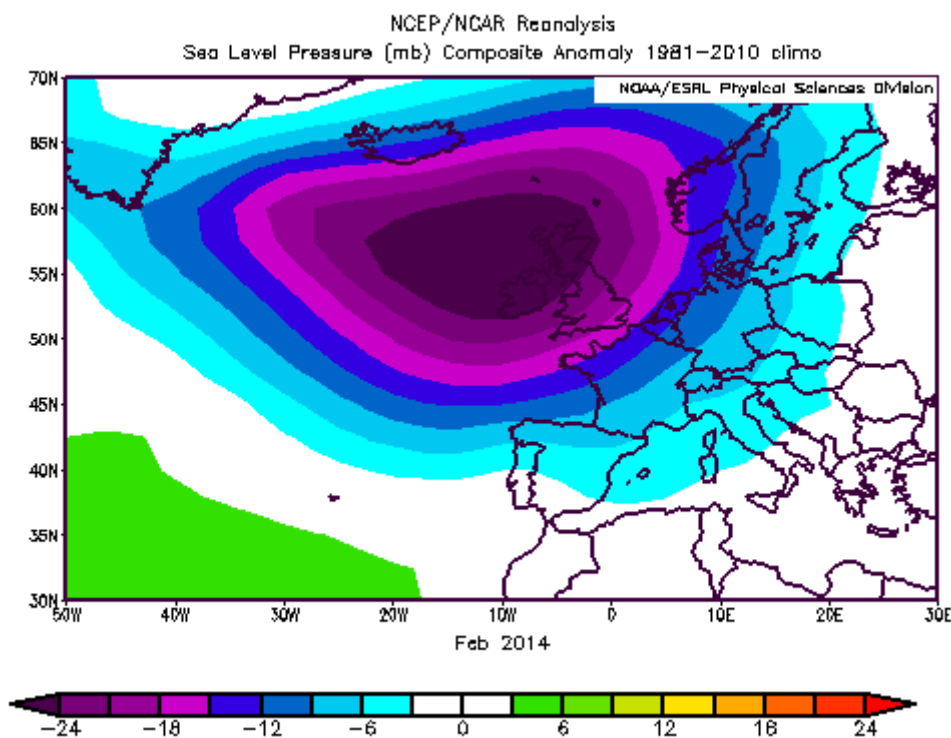 NCEP/NCAR Reanalysis
Sea Level Pressure (mb) Composite Anomaly 1981-2010 climo
NOAA/ESRL Physical Sciences Division
70N
65N
60N
55N
50N
45N
40N
35N
30N
50W 40W 30W 20W 10W 0 10E 20E 30E
Feb 2014
-24 -18 -12 -6 0 6 12 18 24